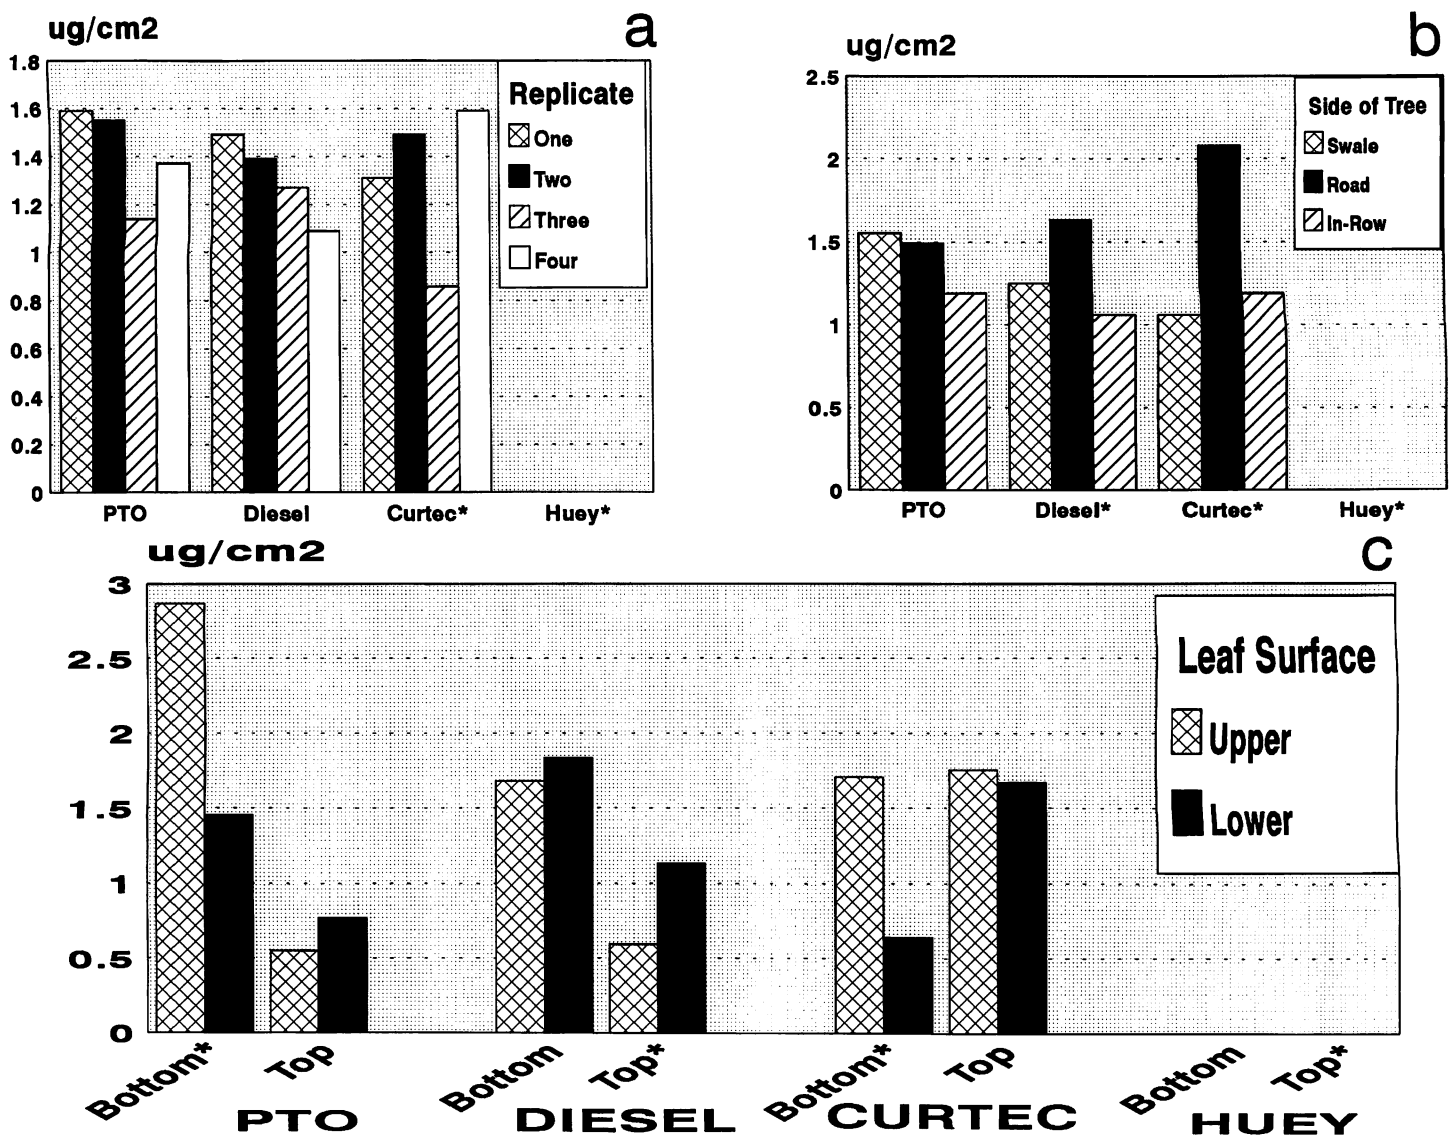 ug/cm2
a
1.8
1.6
1.4
1.2
1
0.8
0.6
0.4
0.2
0
Replicate
One
Two
Three
Four
PTO Diesel Curtec* Huey*
ug/cm2
b
2.5
2
1.5
1
0.5
0
Side of Tree
Swale
Road
In-Row
PTO Diesel* Curtec* Huey*
ug/cm2
c
3
2.5
2
1.5
1
0.5
0
Leaf Surface
Upper
Lower
Bottom* Top Bottom Top* Bottom* Top Bottom Top*
PTO DIESEL CURTEC HUEY